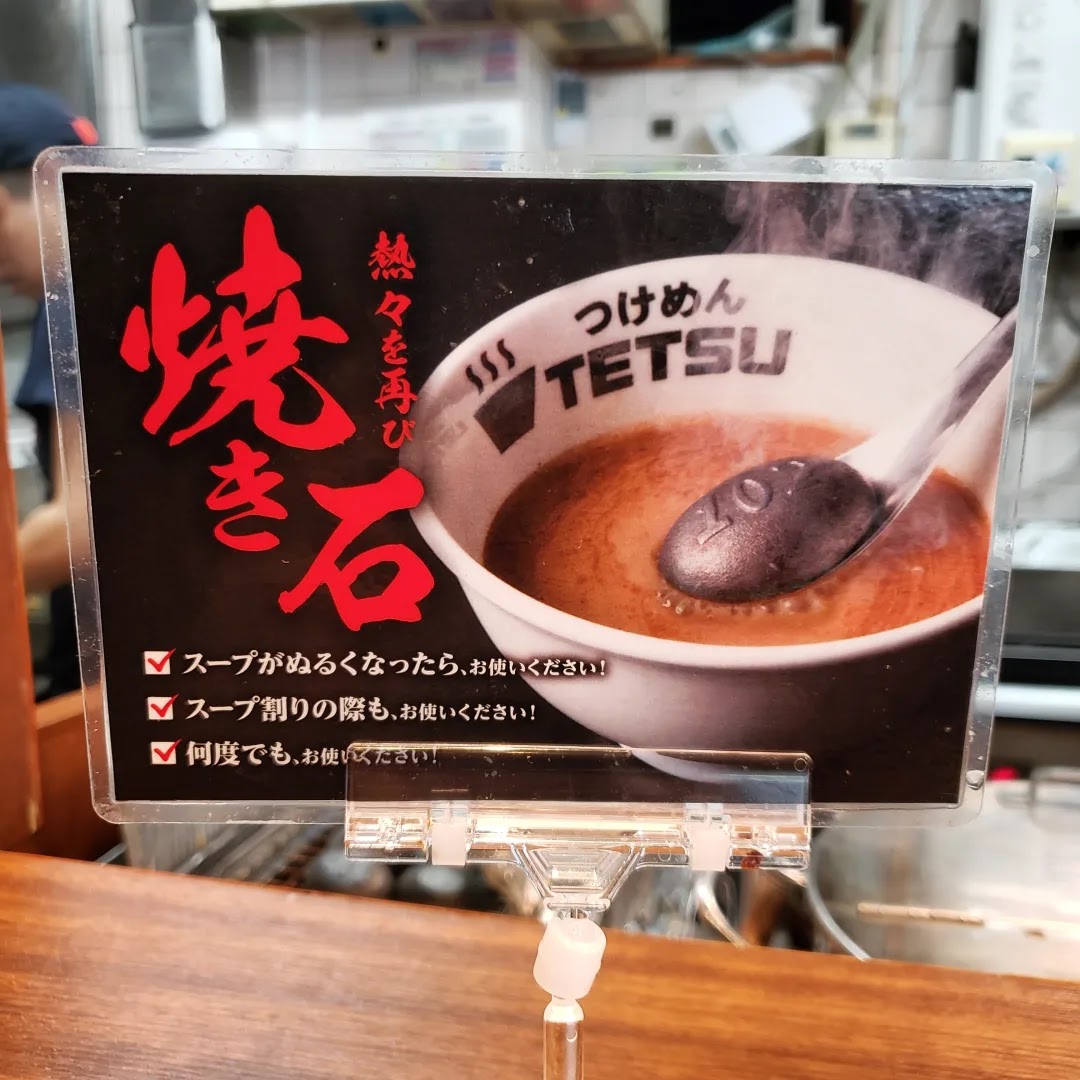 熱々を再び
焼き石
つけめん
TETSU
スープがぬるくなったら、お使いください!
スープ割りの際も、お使いください!
何度でも、お使いください!